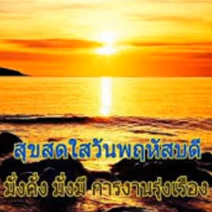 สุขสดใสวันพฤหัสบดี
มั่งคั่ง มั่งมี การงานรุ่งเรือง